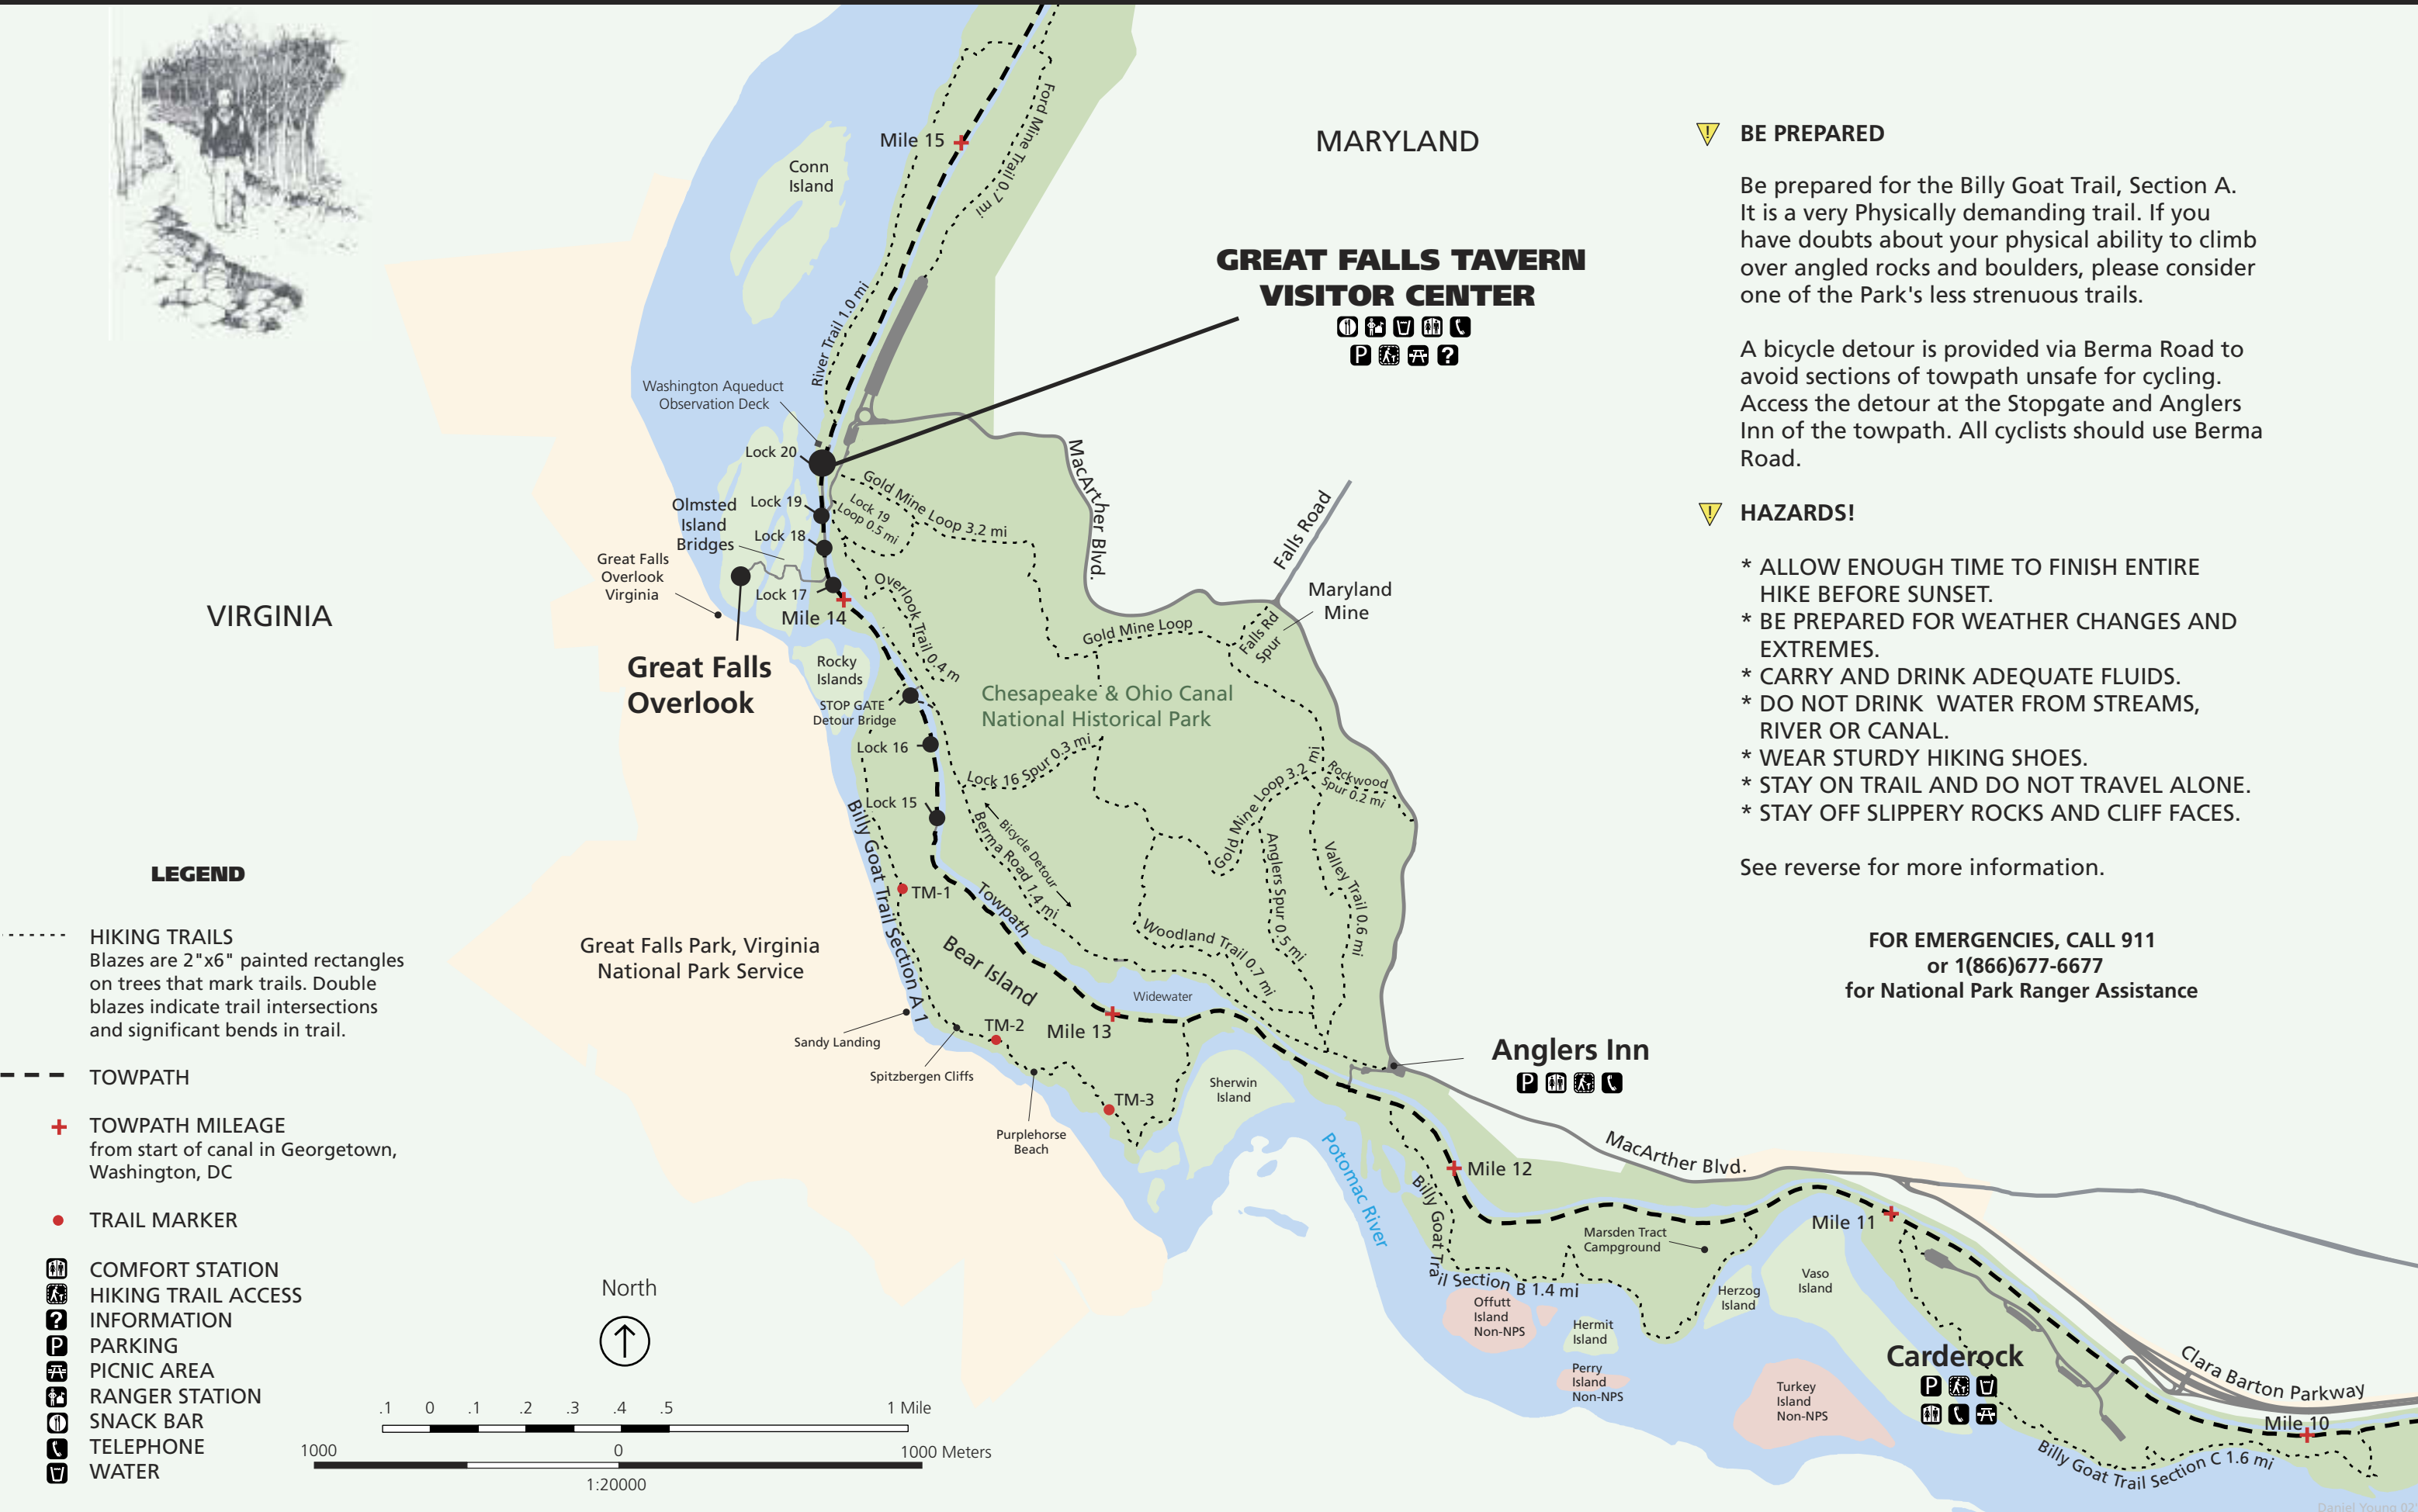 MARYLAND
VIRGINIA
Mile 15
Ford Mine Trail 0.7 mi
Conn
Island
River Trail 1.0 mi
GREAT FALLS TAVERN
VISITOR CENTER
P
?
Washington Aqueduct
Observation Deck
Lock 20
Lock 19
Lock 18
Lock 17
Olmsted
Island
Bridges
Great Falls
Overlook
Virginia
Mile 14
Great Falls
Overlook
Rocky
Islands
STOP GATE
Detour Bridge
Lock 16
Lock 15
Gold Mine Loop 3.2 mi
Lock 19
Loop 0.5 mi
Overlook Trail 0.4 m
MacArther Blvd.
Falls Road
Maryland
Mine
Gold Mine Loop
Falls Rd
Spur
Chesapeake & Ohio Canal
National Historical Park
Lock 16 Spur 0.3 mi
Bicycle Detour
Berma Road 1.4 mi
Gold Mine Loop 3.2 mi
Rockwood
Spur 0.2 mi
Anglers Spur 0.5 mi
Valley Trail 0.6 mi
Woodland Trail 0.7 mi
Billy Goat Trail Section A 1
TM-1
Towpath
Bear Island
Great Falls Park, Virginia
National Park Service
Widewater
Mile 13
TM-2
Sandy Landing
Spitzbergen Cliffs
Purplehorse
Beach
TM-3
Sherwin
Island
Anglers Inn
P
Potomac River
Mile 12
MacArther Blvd.
Billy Goat Trail Section B 1.4 mi
Marsden Tract
Campground
Mile 11
Offutt
Island
Non-NPS
Hermit
Island
Perry
Island
Non-NPS
Herzog
Island
Vaso
Island
Turkey
Island
Non-NPS
Carderock
P
Clara Barton Parkway
Mile 10
Billy Goat Trail Section C 1.6 mi
BE PREPARED
Be prepared for the Billy Goat Trail, Section A.
It is a very Physically demanding trail. If you
have doubts about your physical ability to climb
over angled rocks and boulders, please consider
one of the Park's less strenuous trails.
A bicycle detour is provided via Berma Road to
avoid sections of towpath unsafe for cycling.
Access the detour at the Stopgate and Anglers
Inn of the towpath. All cyclists should use Berma
Road.
HAZARDS!
* ALLOW ENOUGH TIME TO FINISH ENTIRE
HIKE BEFORE SUNSET.
* BE PREPARED FOR WEATHER CHANGES AND
EXTREMES.
* CARRY AND DRINK ADEQUATE FLUIDS.
* DO NOT DRINK WATER FROM STREAMS,
RIVER OR CANAL.
* WEAR STURDY HIKING SHOES.
* STAY ON TRAIL AND DO NOT TRAVEL ALONE.
* STAY OFF SLIPPERY ROCKS AND CLIFF FACES.
See reverse for more information.
FOR EMERGENCIES, CALL 911
or 1(866)677-6677
for National Park Ranger Assistance
LEGEND
HIKING TRAILS
Blazes are 2"x6" painted rectangles
on trees that mark trails. Double
blazes indicate trail intersections
and significant bends in trail.
TOWPATH
TOWPATH MILEAGE
from start of canal in Georgetown,
Washington, DC
TRAIL MARKER
COMFORT STATION
HIKING TRAIL ACCESS
? INFORMATION
P PARKING
PICNIC AREA
RANGER STATION
SNACK BAR
TELEPHONE
WATER
North
.1 0 .1 .2 .3 .4 .5 1 Mile
1000 0 1000 Meters
1:20000
Daniel Young 02